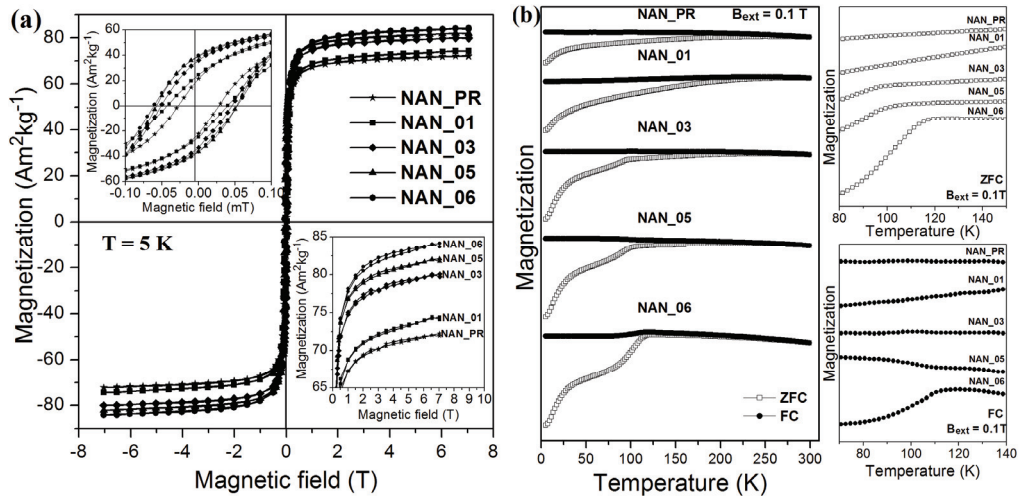 (a)
Magnetization (Am²kg⁻¹)
80
60
40
20
0
-20
-40
-60
-80
-8 -6 -4 -2 0 2 4 6 8
Magnetic field (T)
T = 5 K
NAN_PR
NAN_01
NAN_03
NAN_05
NAN_06
Magnetization (Am²kg⁻¹)
60
40
20
0
-20
-40
-60
-0.10 -0.05 0.00 0.05 0.10
Magnetic field (mT)
Magnetization (Am²kg⁻¹)
85
80
75
70
65
NAN_06
NAN_05
NAN_03
NAN_01
NAN_PR
0 1 2 3 4 5 6 7 8 9 10
Magnetic field (T)
(b)
Magnetization
NAN_PR
Bext = 0.1 T
NAN_01
NAN_03
NAN_05
NAN_06
ZFC
FC
0 50 100 150 200 250 300
Temperature (K)
Magnetization
NAN_PR
NAN_01
NAN_03
NAN_05
NAN_06
ZFC
Bext = 0.1T
80 100 120 140
Temperature (K)
Magnetization
NAN_PR
NAN_01
NAN_03
NAN_05
NAN_06
FC
Bext = 0.1T
80 100 120 140
Temperature (K)